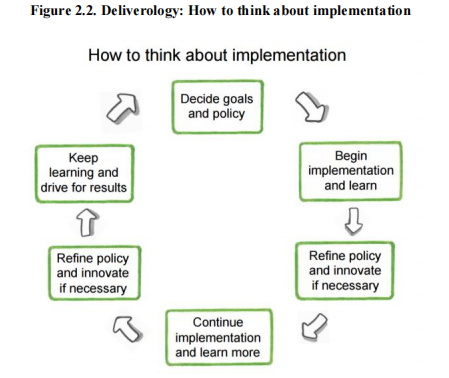 Figure 2.2. Deliverology: How to think about implementation
How to think about implementation
Decide goals
and policy
Begin
implementation
and learn
Refine policy
and innovate
if necessary
Continue
implementation
and learn more
Refine policy
and innovate
if necessary
Keep
learning and
drive for results